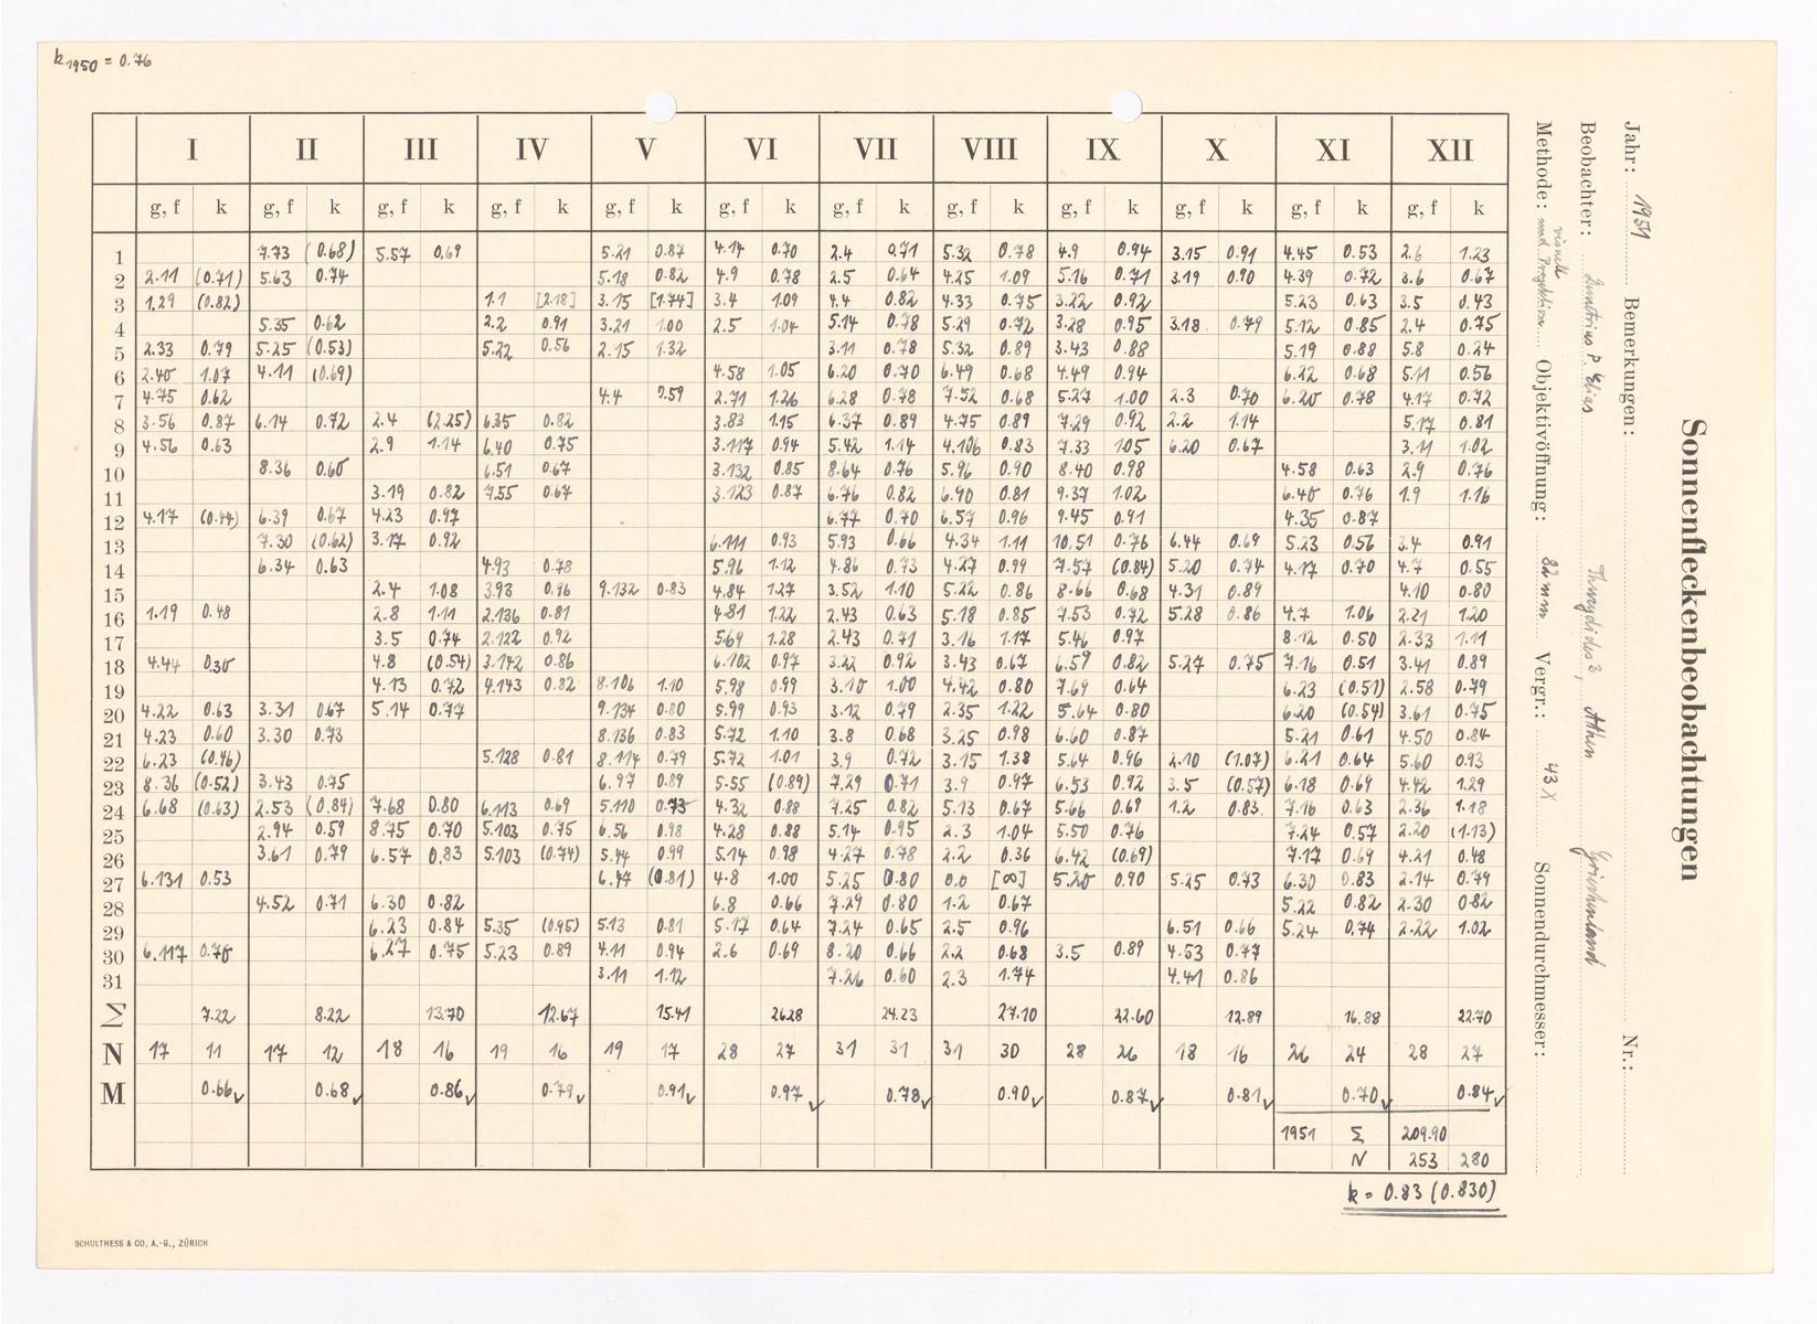 k1950 = 0.76
I II III IV V VI VII VIII IX X XI XII
g, f k g, f k g, f k g, f k g, f k g, f k g, f k g, f k g, f k g, f k g, f k g, f k
1 7.73 (0.68) 5.57 0.69 5.21 0.87 4.14 0.70 2.4 0.71 5.32 0.78 4.9 0.94 3.15 0.91 4.45 0.53 2.6 1.23
2 2.11 (0.71) 5.63 0.74 5.18 0.82 4.9 0.78 2.5 0.64 4.25 1.09 5.16 0.71 3.19 0.70 4.39 0.72 3.6 0.67
3 1.29 (0.82) 1.1 [2.18] 3.15 [1.74] 3.4 1.09 4.4 0.82 4.33 0.75 3.22 0.92 5.23 0.63 3.5 0.43
4 5.35 0.62 2.2 0.91 3.21 1.00 2.5 1.04 5.14 0.78 5.29 0.72 3.28 0.95 3.18 0.79 5.12 0.85 2.4 0.75
5 2.33 0.79 5.25 (0.53) 5.22 0.56 2.15 1.32 3.11 0.78 5.32 0.89 3.43 0.88 5.19 0.88 5.8 0.24
6 2.40 1.07 4.11 (0.69) 4.58 1.05 6.20 0.70 6.49 0.68 4.49 0.94 6.22 0.68 5.11 0.56
7 4.75 0.62 4.4 0.59 2.71 1.26 6.28 0.78 7.52 0.68 5.27 1.00 2.3 0.70 6.20 0.78 4.17 0.72
8 3.56 0.87 6.14 0.72 2.4 (2.25) 6.35 0.82 3.83 1.15 6.37 0.89 4.75 0.89 7.29 0.92 2.2 1.14 5.17 0.81
9 4.56 0.63 2.9 1.14 6.40 0.75 3.117 0.94 5.42 1.14 4.106 0.83 7.33 105 6.20 0.67 3.11 1.02
10 8.36 0.60 6.51 0.67 3.132 0.85 8.64 0.76 5.96 0.90 8.40 0.98 4.58 0.63 2.9 0.76
11 3.19 0.82 7.55 0.67 3.123 0.87 6.76 0.82 6.90 0.81 9.37 1.02 6.40 0.76 1.9 1.16
12 4.17 (0.44) 6.39 0.67 4.23 0.97 6.77 0.70 6.57 0.96 9.45 0.91 4.35 0.87
13 7.30 (0.62) 3.17 0.92 6.111 0.93 5.93 0.66 4.34 1.11 10.51 0.76 6.44 0.69 5.23 0.56 3.4 0.91
14 6.34 0.63 4.93 0.78 5.96 1.12 4.86 0.73 4.27 0.99 7.57 (0.84) 5.20 0.74 4.17 0.70 4.7 0.55
15 2.4 1.08 3.93 0.96 9.132 0.83 4.84 1.27 3.52 1.10 5.22 0.86 8.66 0.68 4.31 0.89 4.10 0.80
16 1.19 0.48 2.8 1.11 2.136 0.81 4.81 1.22 2.43 0.63 5.18 0.85 7.53 0.72 5.28 0.86 4.7 1.06 2.21 1.20
17 3.5 0.74 2.122 0.92 5.69 1.28 2.43 0.71 3.16 1.17 5.46 0.97 8.12 0.50 2.33 1.11
18 4.44 0.30 4.8 (0.54) 3.142 0.86 6.102 0.97 3.22 0.92 3.43 0.67 6.59 0.82 5.27 0.75 7.16 0.51 3.41 0.89
19 4.13 0.72 4.143 0.82 8.106 1.10 5.98 0.99 3.10 1.00 4.42 0.80 7.69 0.64 6.23 (0.51) 2.58 0.79
20 4.22 0.63 3.31 0.67 5.14 0.77 9.134 0.80 5.99 0.93 3.12 0.79 2.35 1.22 5.64 0.80 6.20 (0.54) 3.61 0.75
21 4.23 0.60 3.30 0.73 8.136 0.83 5.72 1.10 3.8 0.68 3.25 0.98 6.60 0.87 5.21 0.61 4.50 0.84
22 6.23 (0.46) 5.128 0.81 8.114 0.79 5.72 1.01 3.9 0.72 3.15 1.38 5.64 0.96 2.10 (1.07) 6.21 0.64 5.60 0.93
23 8.36 (0.52) 3.43 0.75 6.97 0.89 5.55 (0.89) 7.29 0.71 3.9 0.97 6.53 0.92 3.5 (0.57) 6.18 0.69 4.42 1.29
24 6.68 (0.63) 2.53 (0.84) 7.68 0.80 6.113 0.69 5.110 0.73 4.32 0.88 7.25 0.82 5.13 0.67 5.66 0.69 1.2 0.83 7.16 0.63 2.36 1.18
25 2.94 0.59 8.75 0.70 5.103 0.75 6.56 0.98 4.28 0.88 5.14 0.95 2.3 1.04 5.50 0.76 7.24 0.57 2.20 (1.13)
26 3.61 0.79 6.57 0.83 5.103 (0.74) 5.44 0.99 5.14 0.98 4.27 0.78 2.2 0.36 6.42 (0.69) 7.17 0.69 4.21 0.48
27 6.131 0.53 6.47 (0.81) 4.8 1.00 5.25 0.80 0.0 [∞] 5.20 0.90 5.25 0.73 6.30 0.83 2.14 0.79
28 4.52 0.71 6.30 0.82 6.8 0.66 7.29 0.80 1.2 0.67 5.22 0.82 2.30 0.82
29 6.23 0.84 5.35 (0.95) 5.13 0.81 5.17 0.64 7.24 0.65 2.5 0.96 6.51 0.66 5.24 0.74 2.22 1.02
30 6.117 0.70 6.27 0.75 5.23 0.89 4.11 0.94 2.6 0.69 8.20 0.66 2.2 0.68 3.5 0.89 4.53 0.77
31 3.11 1.12 7.26 0.60 2.3 1.74 4.41 0.86
Σ 7.22 8.22 13.70 12.67 15.41 26.28 24.23 27.10 22.60 12.89 16.88 22.70
N 17 11 17 12 18 16 19 16 19 17 28 27 31 31 31 30 28 26 18 16 26 24 28 27
M 0.66 0.68 0.86 0.79 0.91 0.97 0.78 0.90 0.87 0.81 0.70 0.84
1951 Σ 209.90
N 253 280
k = 0.83 (0.830)
SCHULTHESS & CO. A.-G., ZÜRICH
Sonnenfleckenbeobachtungen
Jahr: 1951 Bemerkungen: Nr.:
Beobachter: P. Elias Athen Griechenland
Methode: visuell und Projektion Objektivöffnung: 82 mm Vergr.: 43 X Sonnendurchmesser: